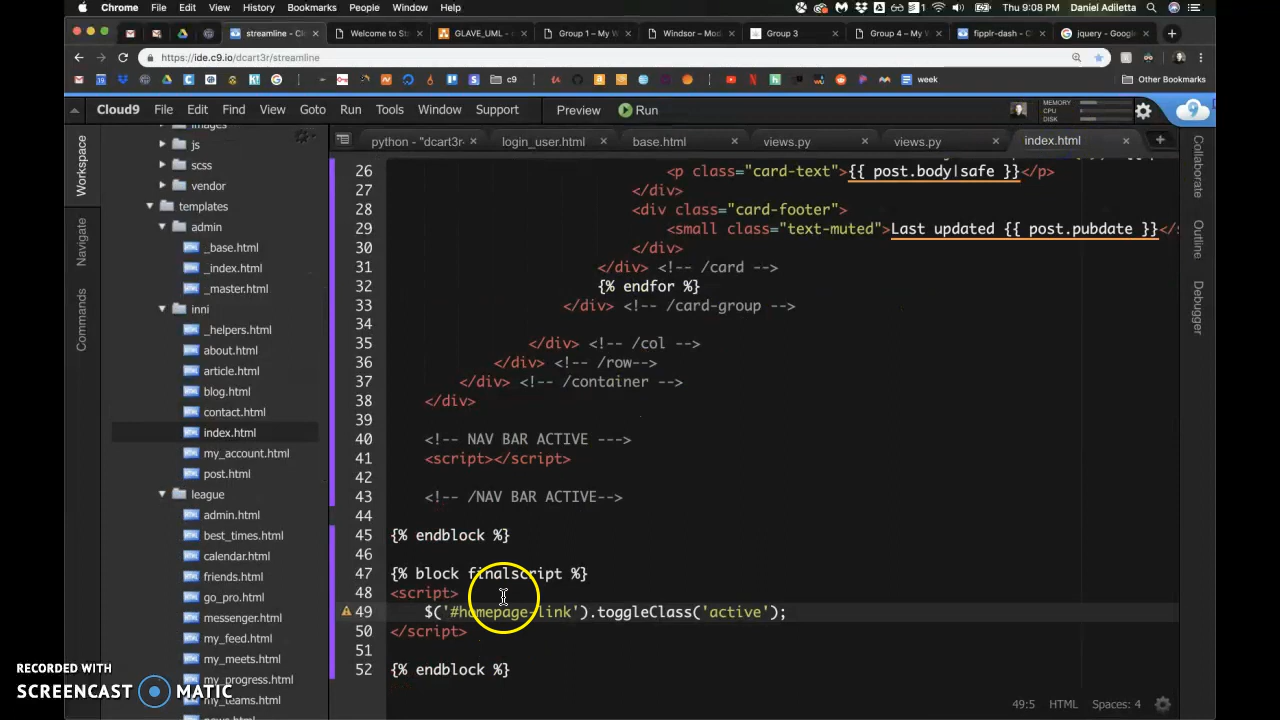 Chrome File Edit View History Bookmarks People Window Help
Thu 9:08 PM Daniel Adiletta
streamline - Cl
Welcome to St
GLAVE_UML -
Group 1 – My W
Windsor – Mod
Group 3
Group 4 – My W
fipplr-dash - Cl
jquery - Google
https://ide.c9.io/dcart3r/streamline
c9
week
Other Bookmarks
Cloud9 File Edit Find View Goto Run Tools Window Support Preview Run
MEMORY
CPU
DISK
python - "dcart3r- login_user.html base.html views.py views.py index.html
Workspace
Navigate
Commands
Collaborate
Outline
Debugger
images
js
scss
vendor
templates
admin
_base.html
_index.html
_master.html
inni
_helpers.html
about.html
article.html
blog.html
contact.html
index.html
my_account.html
post.html
league
admin.html
best_times.html
calendar.html
friends.html
go_pro.html
messenger.html
my_feed.html
my_meets.html
my_progress.html
my_teams.html
26 <p class="card-text">{{ post.body|safe }}</p>
27 </div>
28 <div class="card-footer">
29 <small class="text-muted">Last updated {{ post.pubdate }}</s
30 </div>
31 </div> <!-- /card -->
32 {% endfor %}
33 </div> <!-- /card-group -->
34
35 </div> <!-- /col -->
36 </div> <!-- /row-->
37 </div> <!-- /container -->
38 </div>
39
40 <!-- NAV BAR ACTIVE --->
41 <script></script>
42
43 <!-- /NAV BAR ACTIVE-->
44
45 {% endblock %}
46
47 {% block finalscript %}
48 <script>
49 $('#homepage-link').toggleClass('active');
50 </script>
51
52 {% endblock %}
49:5 HTML Spaces: 4
RECORDED WITH
SCREENCAST MATIC